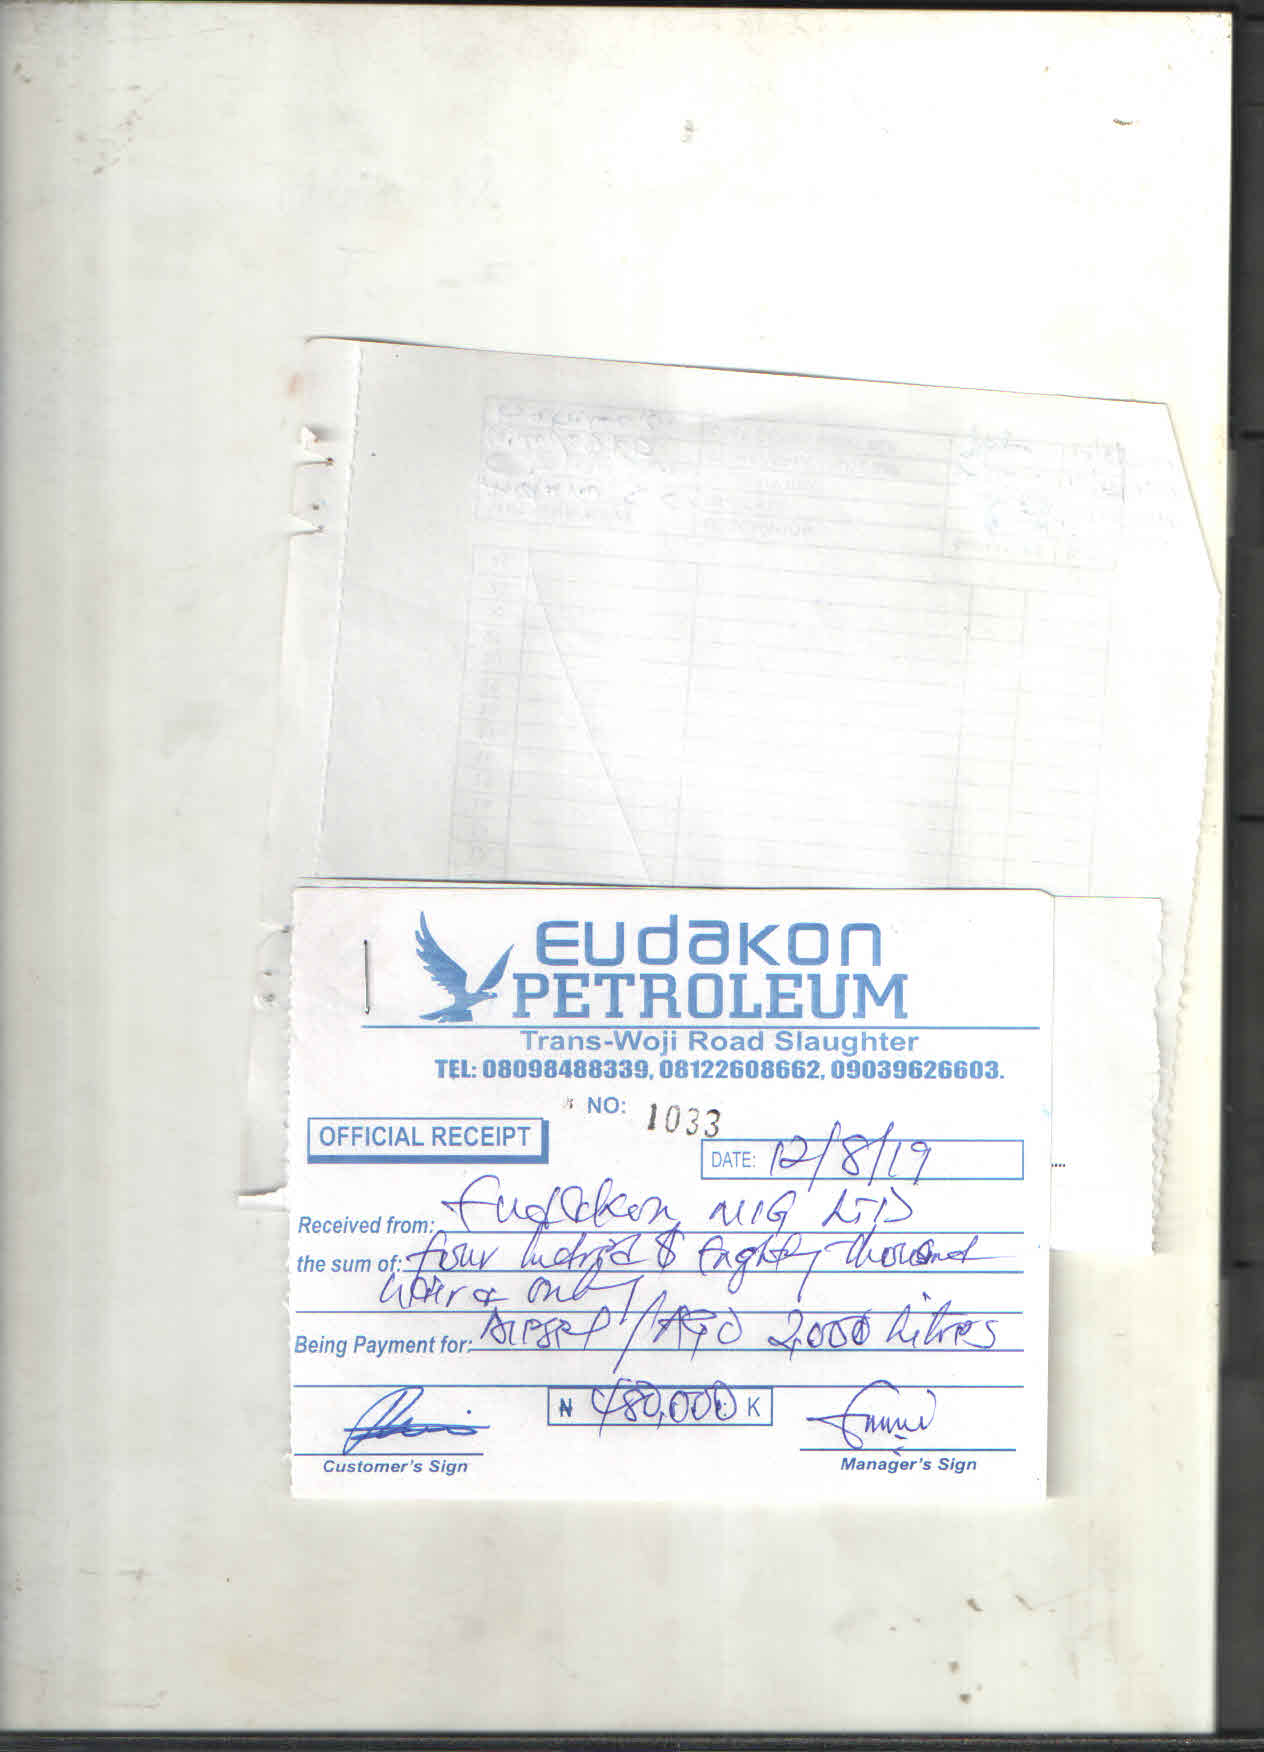 Eudakon
PETROLEUM
Trans-Woji Road Slaughter
TEL: 08098488339, 08122608662, 09039626603.
NO: 1033
OFFICIAL RECEIPT
DATE: 12/8/19
Received from: Eudakon NIG LTD
the sum of: four hundred & Eighty thousand
naira only
Being Payment for: Diesel / AGO 2,000 litres
₦ 480,000 K
Customer's Sign
Manager's Sign